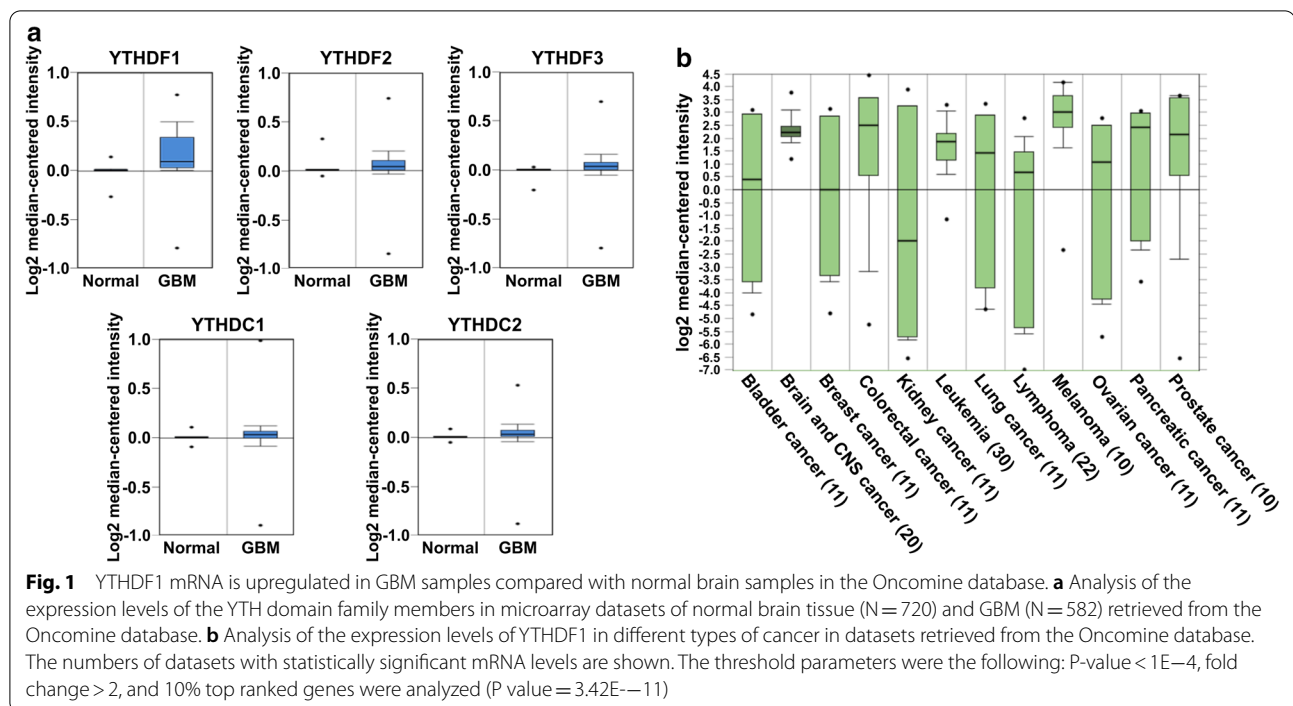 a
YTHDF1
YTHDF2
YTHDF3
Log2 median-centered intensity
1.0
0.5
0.0
-0.5
-1.0
Normal GBM
Log2 median-centered intensity
1.0
0.5
0.0
-0.5
-1.0
Normal GBM
Log2 median-centered intensity
1.0
0.5
0.0
-0.5
-1.0
Normal GBM
YTHDC1
YTHDC2
Log2 median-centered intensity
1.0
0.5
0.0
-0.5
-1.0
Normal GBM
Log2 median-centered intensity
1.0
0.5
0.0
-0.5
-1.0
Normal GBM
b
log2 median-centered intensity
4.5
4.0
3.5
3.0
2.5
2.0
1.5
1.0
0.5
0.0
-0.5
-1.0
-1.5
-2.0
-2.5
-3.0
-3.5
-4.0
-4.5
-5.0
-5.5
-6.0
-6.5
-7.0
Bladder cancer (11)
Brain and CNS cancer (20)
Breast cancer (11)
Colorectal cancer (11)
Kidney cancer (11)
Leukemia (30)
Lung cancer (11)
Lymphoma (22)
Melanoma (10)
Ovarian cancer (11)
Pancreatic cancer (11)
Prostate cancer (10)
Fig. 1 YTHDF1 mRNA is upregulated in GBM samples compared with normal brain samples in the Oncomine database. a Analysis of the
expression levels of the YTH domain family members in microarray datasets of normal brain tissue (N = 720) and GBM (N = 582) retrieved from the
Oncomine database. b Analysis of the expression levels of YTHDF1 in different types of cancer in datasets retrieved from the Oncomine database.
The numbers of datasets with statistically significant mRNA levels are shown. The threshold parameters were the following: P-value < 1E−4, fold
change > 2, and 10% top ranked genes were analyzed (P value = 3.42E-−11)